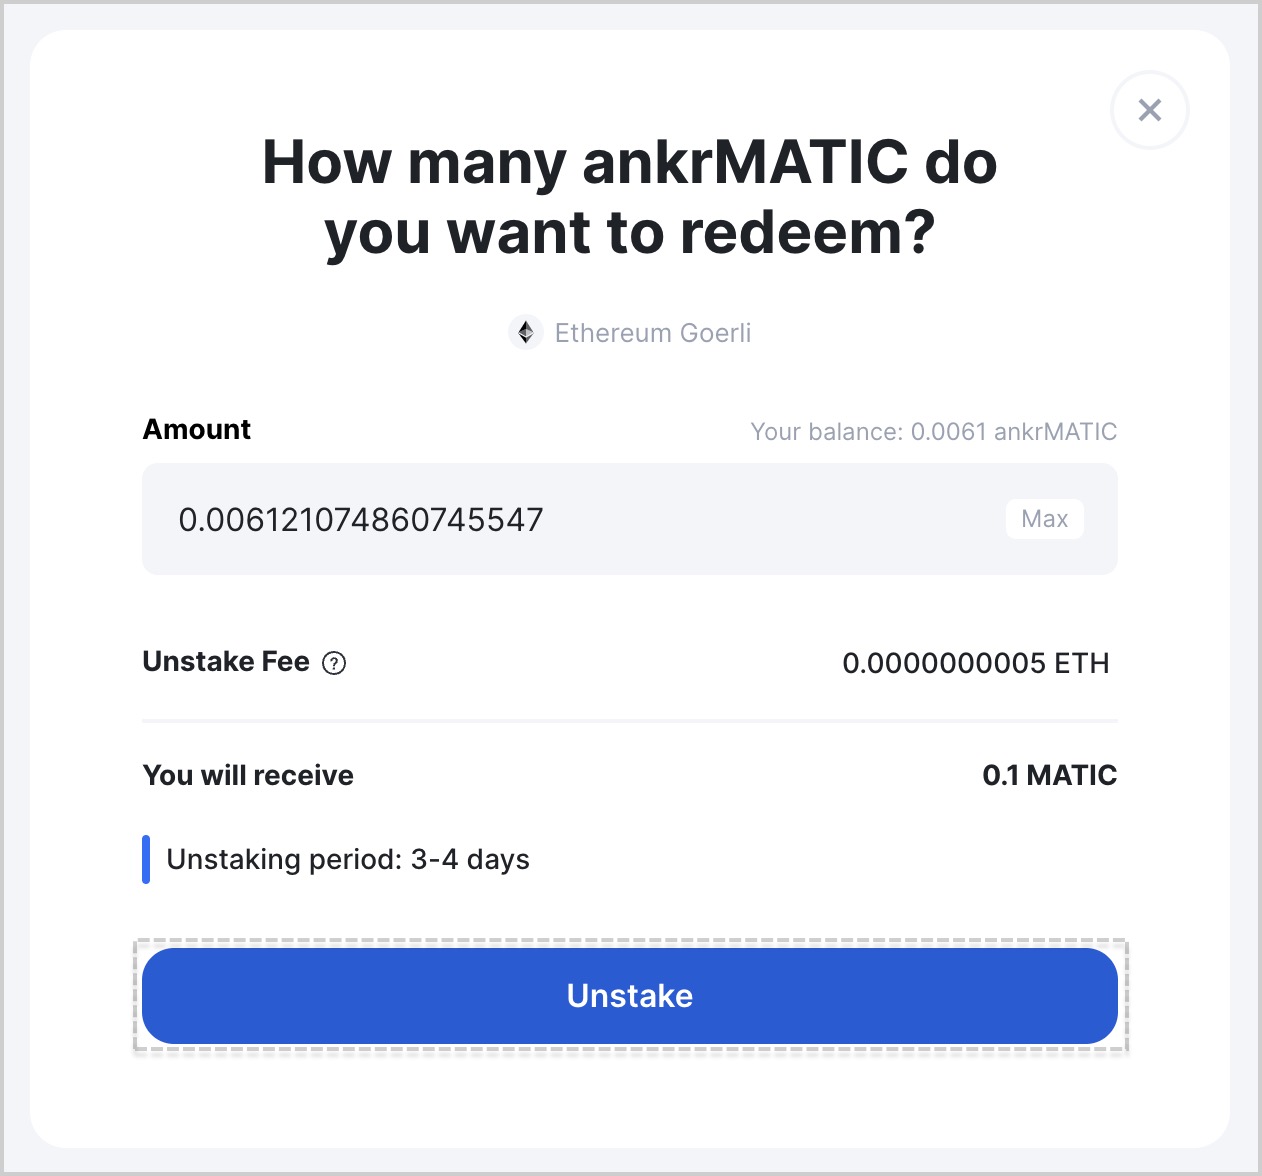 How many ankrMATIC do
you want to redeem?
Ethereum Goerli
Amount
Your balance: 0.0061 ankrMATIC
0.006121074860745547
Max
Unstake Fee ?
0.0000000005 ETH
You will receive
0.1 MATIC
Unstaking period: 3-4 days
Unstake